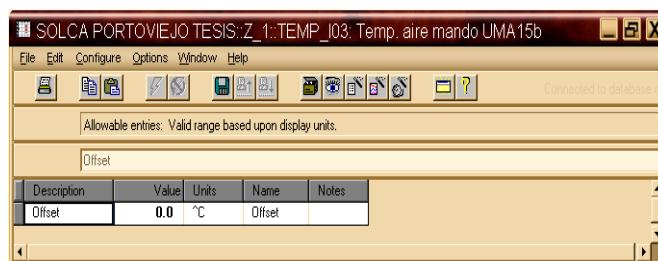 SOLCA PORTOVIEJO TESIS::Z_1::TEMP_I03: Temp. aire mando UMA15b
File Edit Configure Options Window Help
Connected to database
Allowable entries: Valid range based upon display units.
Offset
Description Value Units Name Notes
Offset 0.0 ^C Offset